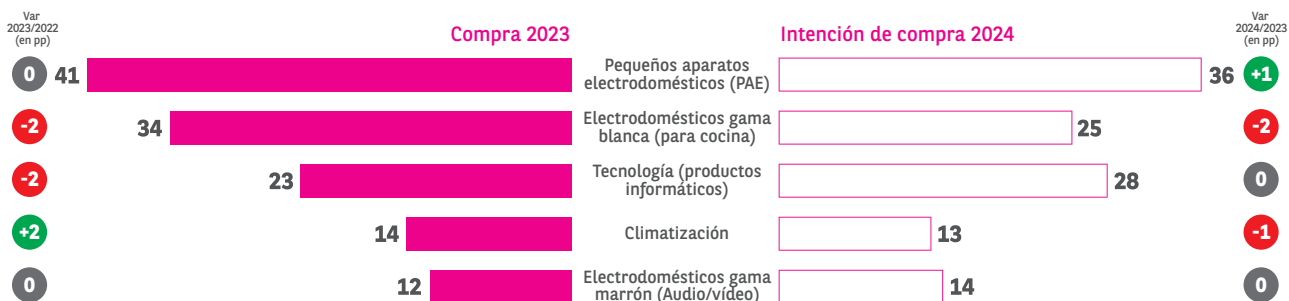 Var
2023/2022
(en pp)
Compra 2023
Intención de compra 2024
Var
2024/2023
(en pp)
0 41 Pequeños aparatos
electrodomésticos (PAE) 36 +1
-2 34 Electrodomésticos gama
blanca (para cocina) 25 -2
-2 23 Tecnología (productos
informáticos) 28 0
+2 14 Climatización 13 -1
0 12 Electrodomésticos gama
marrón (Audio/vídeo) 14 0